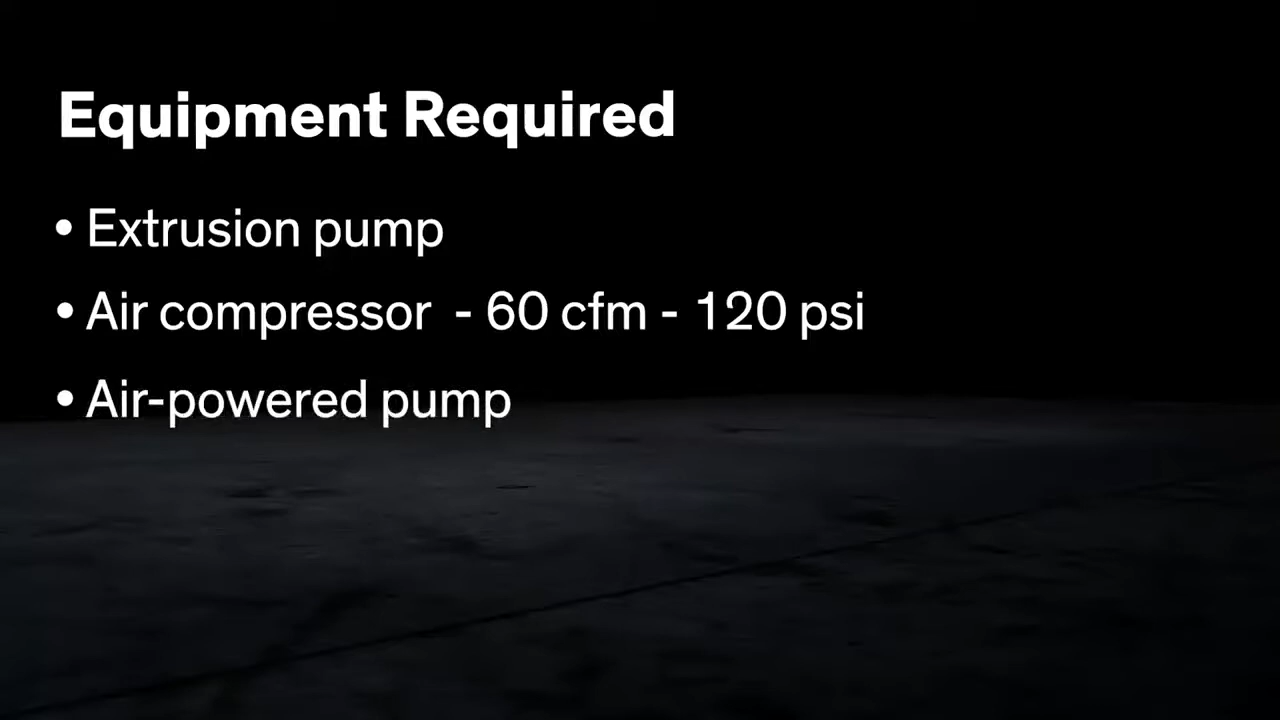 Equipment Required
• Extrusion pump
• Air compressor  - 60 cfm - 120 psi
• Air-powered pump